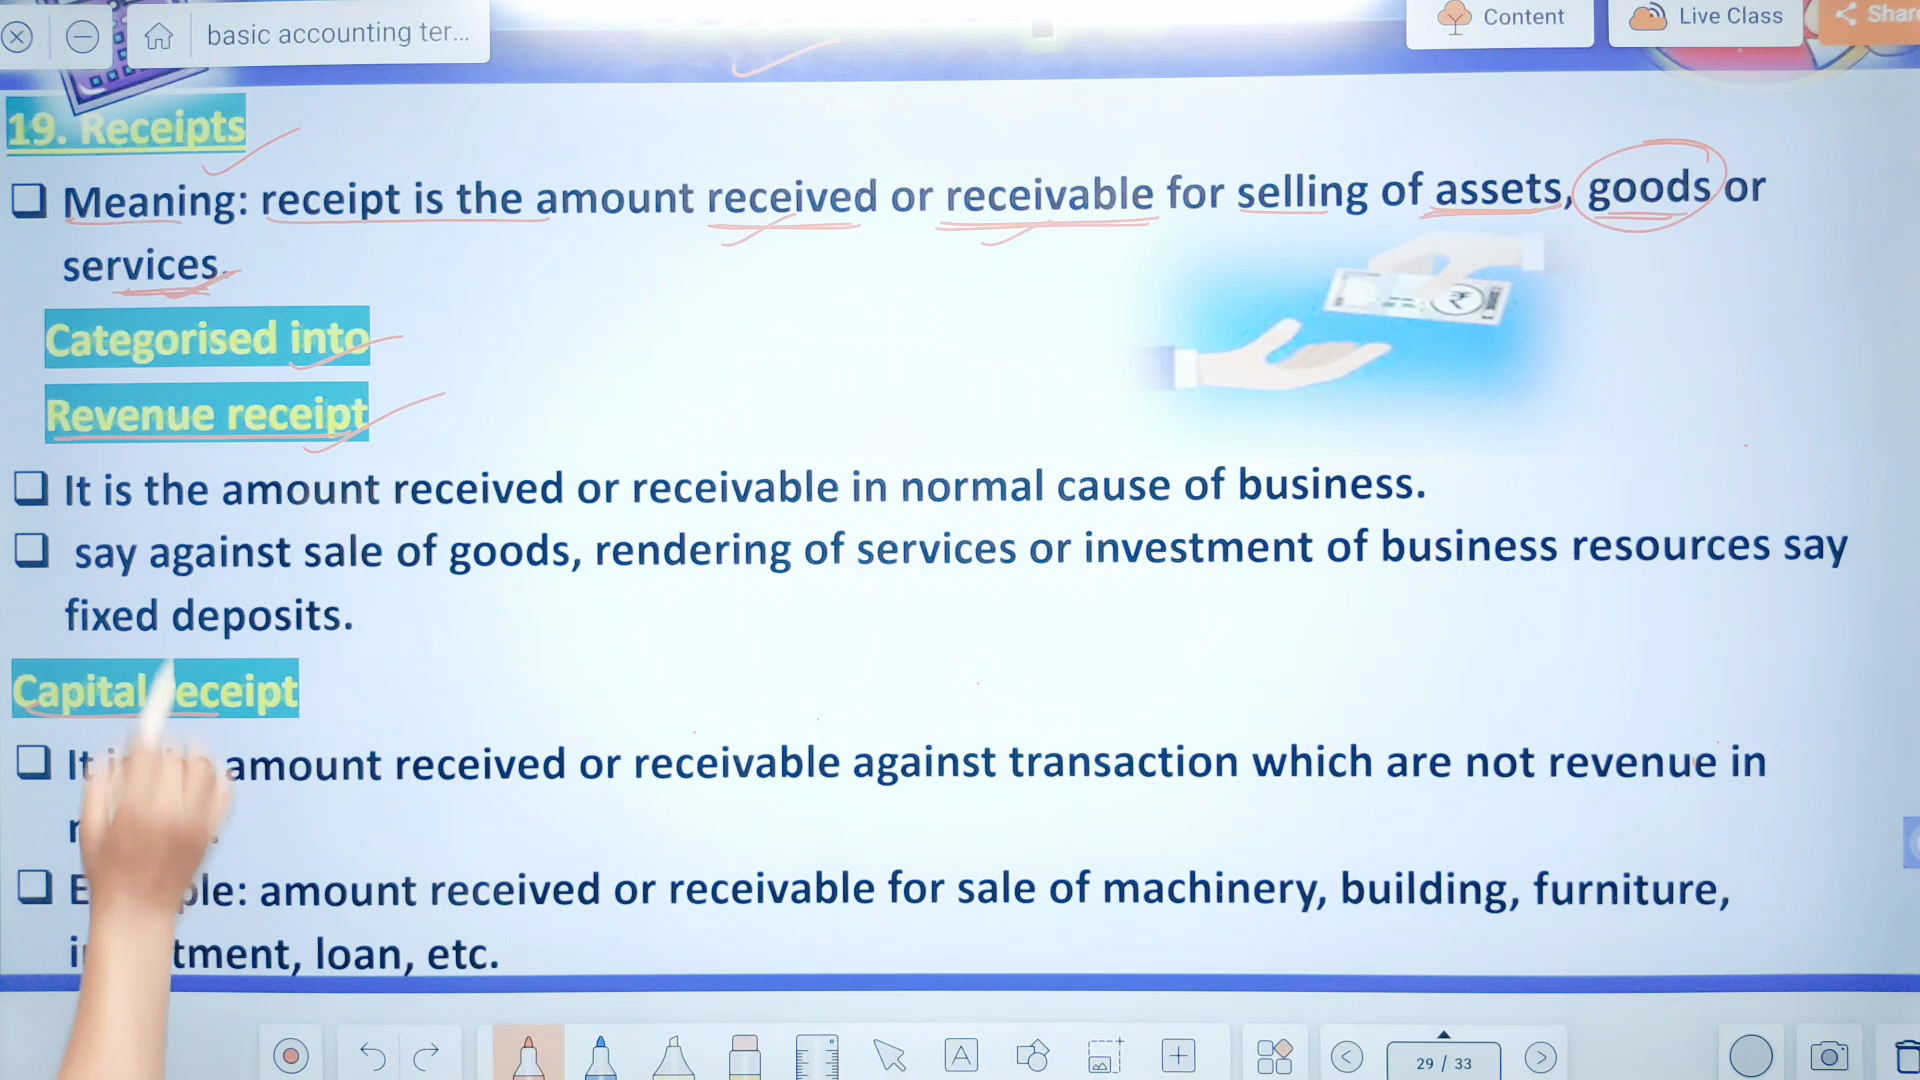 basic accounting ter...
Content
Live Class
Share
19. Receipts
Meaning: receipt is the amount received or receivable for selling of assets, goods or
services.
Categorised into
Revenue receipt
It is the amount received or receivable in normal cause of business.
say against sale of goods, rendering of services or investment of business resources say
fixed deposits.
Capital receipt
It amount received or receivable against transaction which are not revenue in
amount received or receivable for sale of machinery, building, furniture,
loan, etc.
A
29 / 33